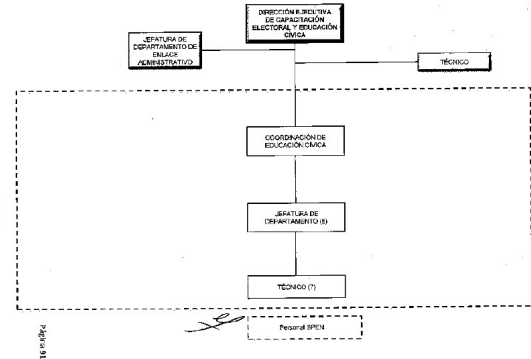 DIRECCIÓN EJECUTIVA
DE CAPACITACIÓN
ELECTORAL Y EDUCACIÓN
CÍVICA
JEFATURA DE
DEPARTAMENTO DE
ENLACE
ADMINISTRATIVO
TÉCNICO
COORDINACIÓN DE
EDUCACIÓN CÍVICA
JEFATURA DE
DEPARTAMENTO (5)
TÉCNICO (7)
Personal SPEN
Página 91